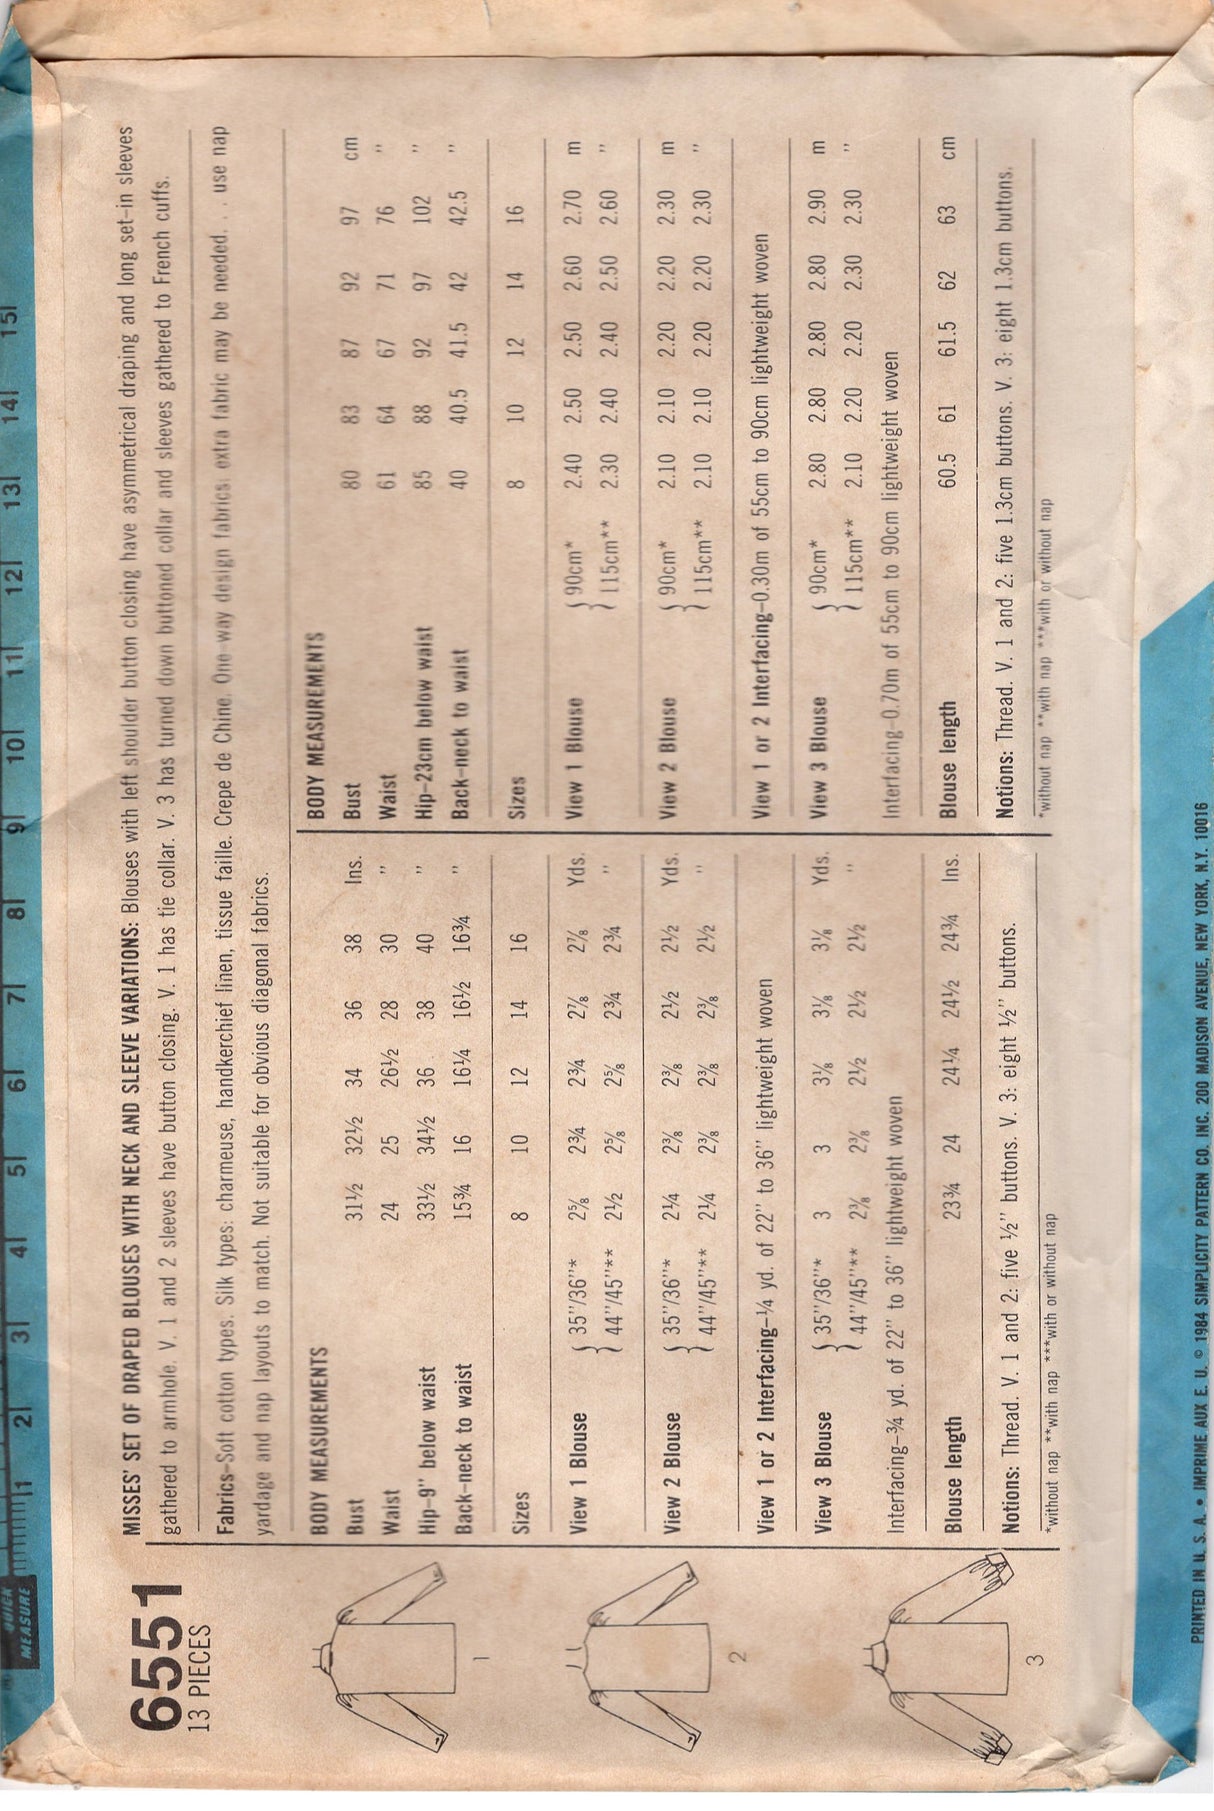 6551
13 PIECES
MISSES' SET OF DRAPED BLOUSES WITH NECK AND SLEEVE VARIATIONS: Blouses with left shoulder button closing have asymmetrical draping and long set-in sleeves
gathered to armhole. V. 1 and 2 sleeves have button closing. V. 1 has tie collar. V. 3 has turned down buttoned collar and sleeves gathered to French cuffs.
Fabrics–Soft cotton types. Silk types: charmeuse, handkerchief linen, tissue faille. Crepe de Chine. One-way design fabrics: extra fabric may be needed. . . use nap
yardage and nap layouts to match. Not suitable for obvious diagonal fabrics.
BODY MEASUREMENTS
Bust 31½ 32½ 34 36 38 Ins.
Waist 24 25 26½ 28 30 "
Hip–9" below waist 33½ 34½ 36 38 40 "
Back–neck to waist 15¾ 16 16¼ 16½ 16¾ "
Sizes 8 10 12 14 16
View 1 Blouse { 35"/36"* 2⅝ 2¾ 2¾ 2⅞ 2⅞ Yds.
44"/45"** 2½ 2⅝ 2⅝ 2¾ 2¾ "
View 2 Blouse { 35"/36"* 2¼ 2⅜ 2⅜ 2½ 2½ Yds.
44"/45"** 2¼ 2⅜ 2⅜ 2⅜ 2½ "
View 1 or 2 Interfacing–¼ yd. of 22" to 36" lightweight woven
View 3 Blouse { 35"/36"* 3 3 3⅛ 3⅛ 3⅛ Yds.
44"/45"** 2⅜ 2⅜ 2½ 2½ 2½ "
Interfacing–¾ yd. of 22" to 36" lightweight woven
Blouse length 23¾ 24 24¼ 24½ 24¾ Ins.
Notions: Thread. V. 1 and 2: five ½" buttons. V. 3: eight ½" buttons.
*without nap **with nap ***with or without nap
BODY MEASUREMENTS
Bust 80 83 87 92 97 cm
Waist 61 64 67 71 76 "
Hip–23cm below waist 85 88 92 97 102 "
Back–neck to waist 40 40.5 41.5 42 42.5 "
Sizes 8 10 12 14 16
View 1 Blouse { 90cm* 2.40 2.50 2.50 2.60 2.70 m
115cm** 2.30 2.40 2.40 2.50 2.60 "
View 2 Blouse { 90cm* 2.10 2.10 2.20 2.20 2.30 m
115cm** 2.10 2.10 2.20 2.20 2.30 "
View 1 or 2 Interfacing–0.30m of 55cm to 90cm lightweight woven
View 3 Blouse { 90cm* 2.80 2.80 2.80 2.80 2.90 m
115cm** 2.10 2.20 2.20 2.30 2.30 "
Interfacing–0.70m of 55cm to 90cm lightweight woven
Blouse length 60.5 61 61.5 62 63 cm
Notions: Thread. V. 1 and 2: five 1.3cm buttons. V. 3: eight 1.3cm buttons.
*without nap **with nap ***with or without nap
1
2
3
QUICK
MEASURE
1 2 3 4 5 6 7 8 9 10 11 12 13 14 15
PRINTED IN U. S. A. • IMPRIME AUX E. U. © 1984 SIMPLICITY PATTERN CO. INC. 200 MADISON AVENUE, NEW YORK, N.Y. 10016